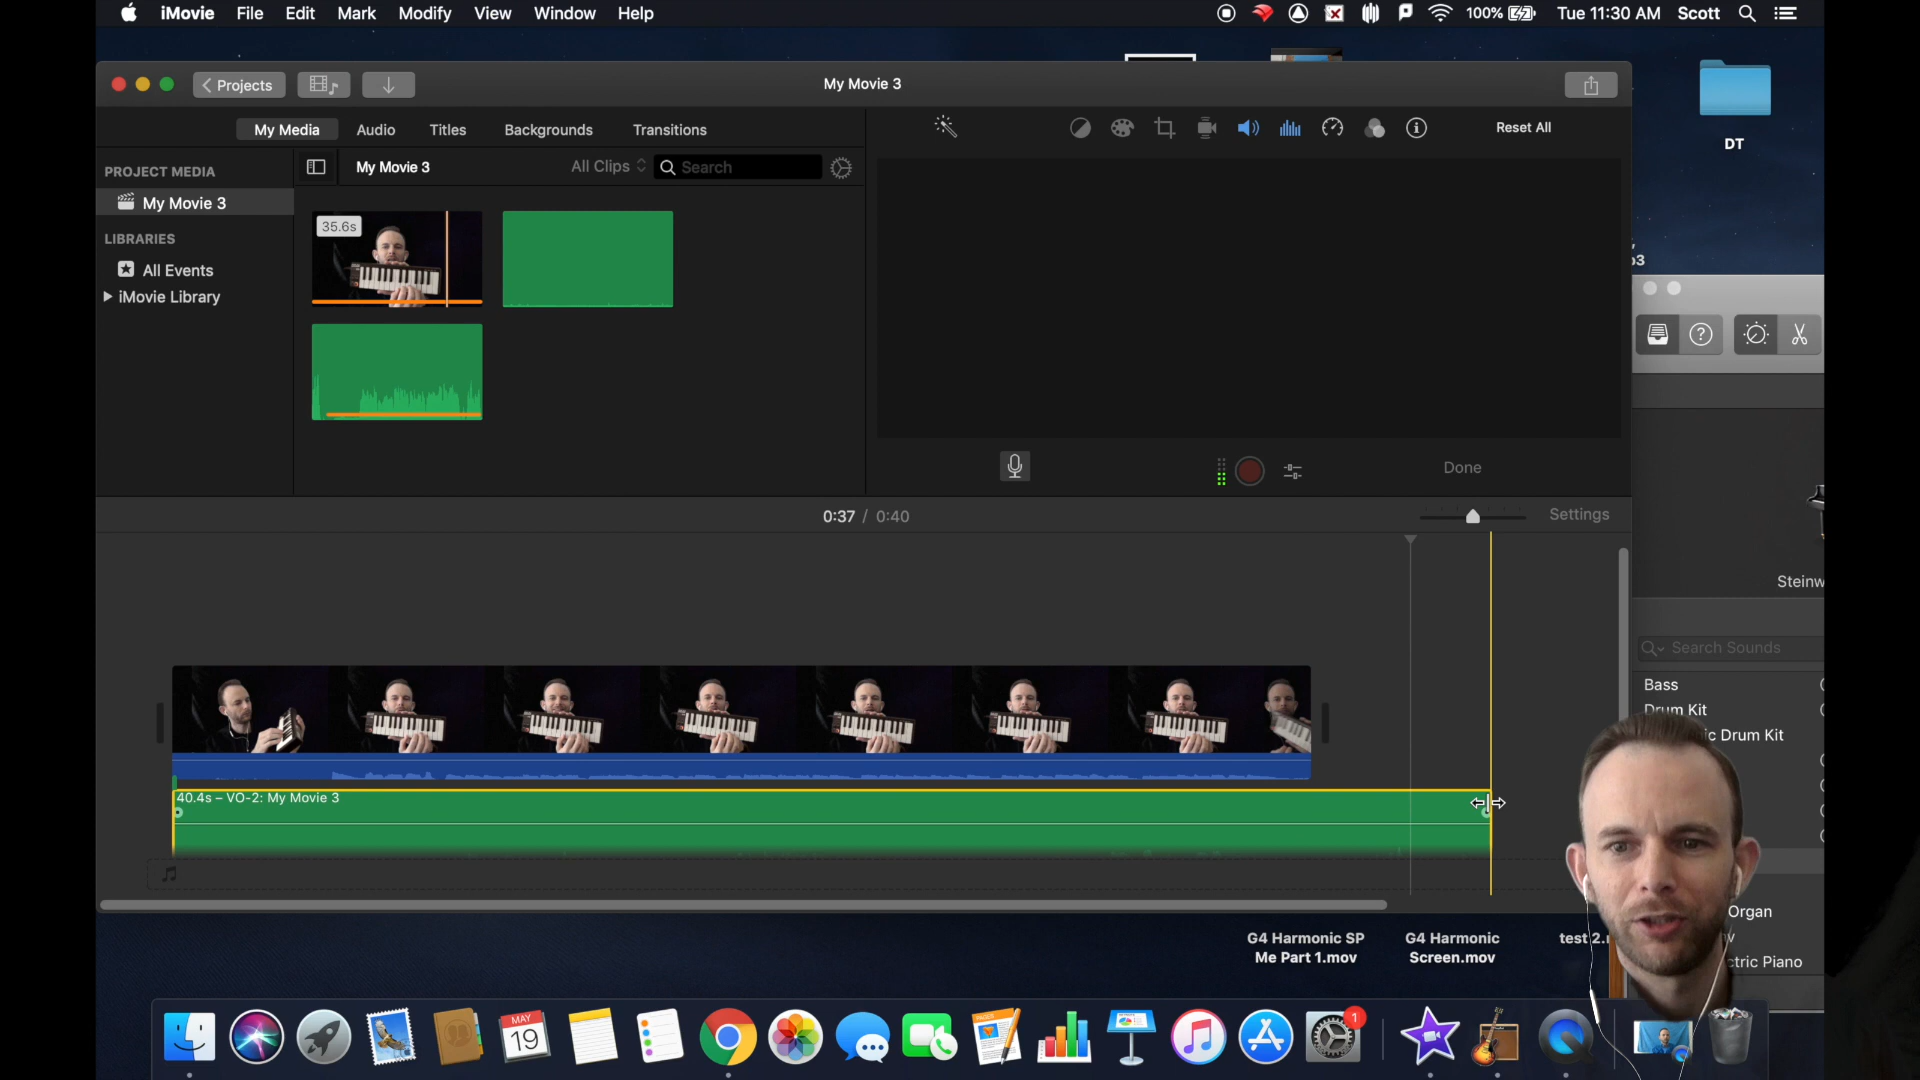 iMovie File Edit Mark Modify View Window Help
100% Tue 11:30 AM Scott
Projects
My Movie 3
DT
My Media Audio Titles Backgrounds Transitions
Reset All
PROJECT MEDIA
My Movie 3
LIBRARIES
All Events
iMovie Library
My Movie 3
All Clips
Search
35.6s
Done
0:37 / 0:40
Settings
40.4s – VO-2: My Movie 3
Steinw
Search Sounds
Bass
Drum Kit
ic Drum Kit
Organ
ctric Piano
G4 Harmonic SP
Me Part 1.mov
G4 Harmonic
Screen.mov
test 2.
MAY
19
PAGES
1